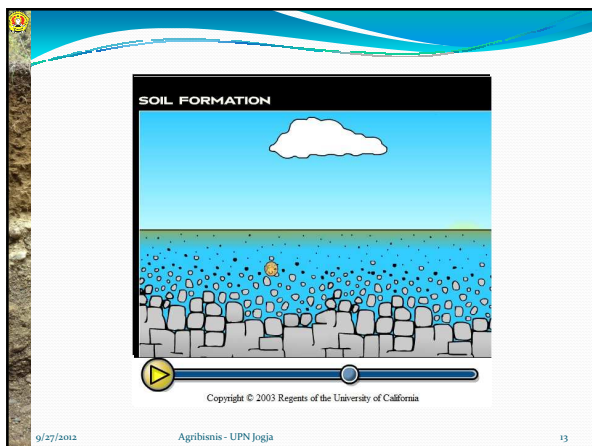 SOIL FORMATION
Copyright © 2003 Regents of the University of California
9/27/2012 Agribisnis - UPN Jogja 13